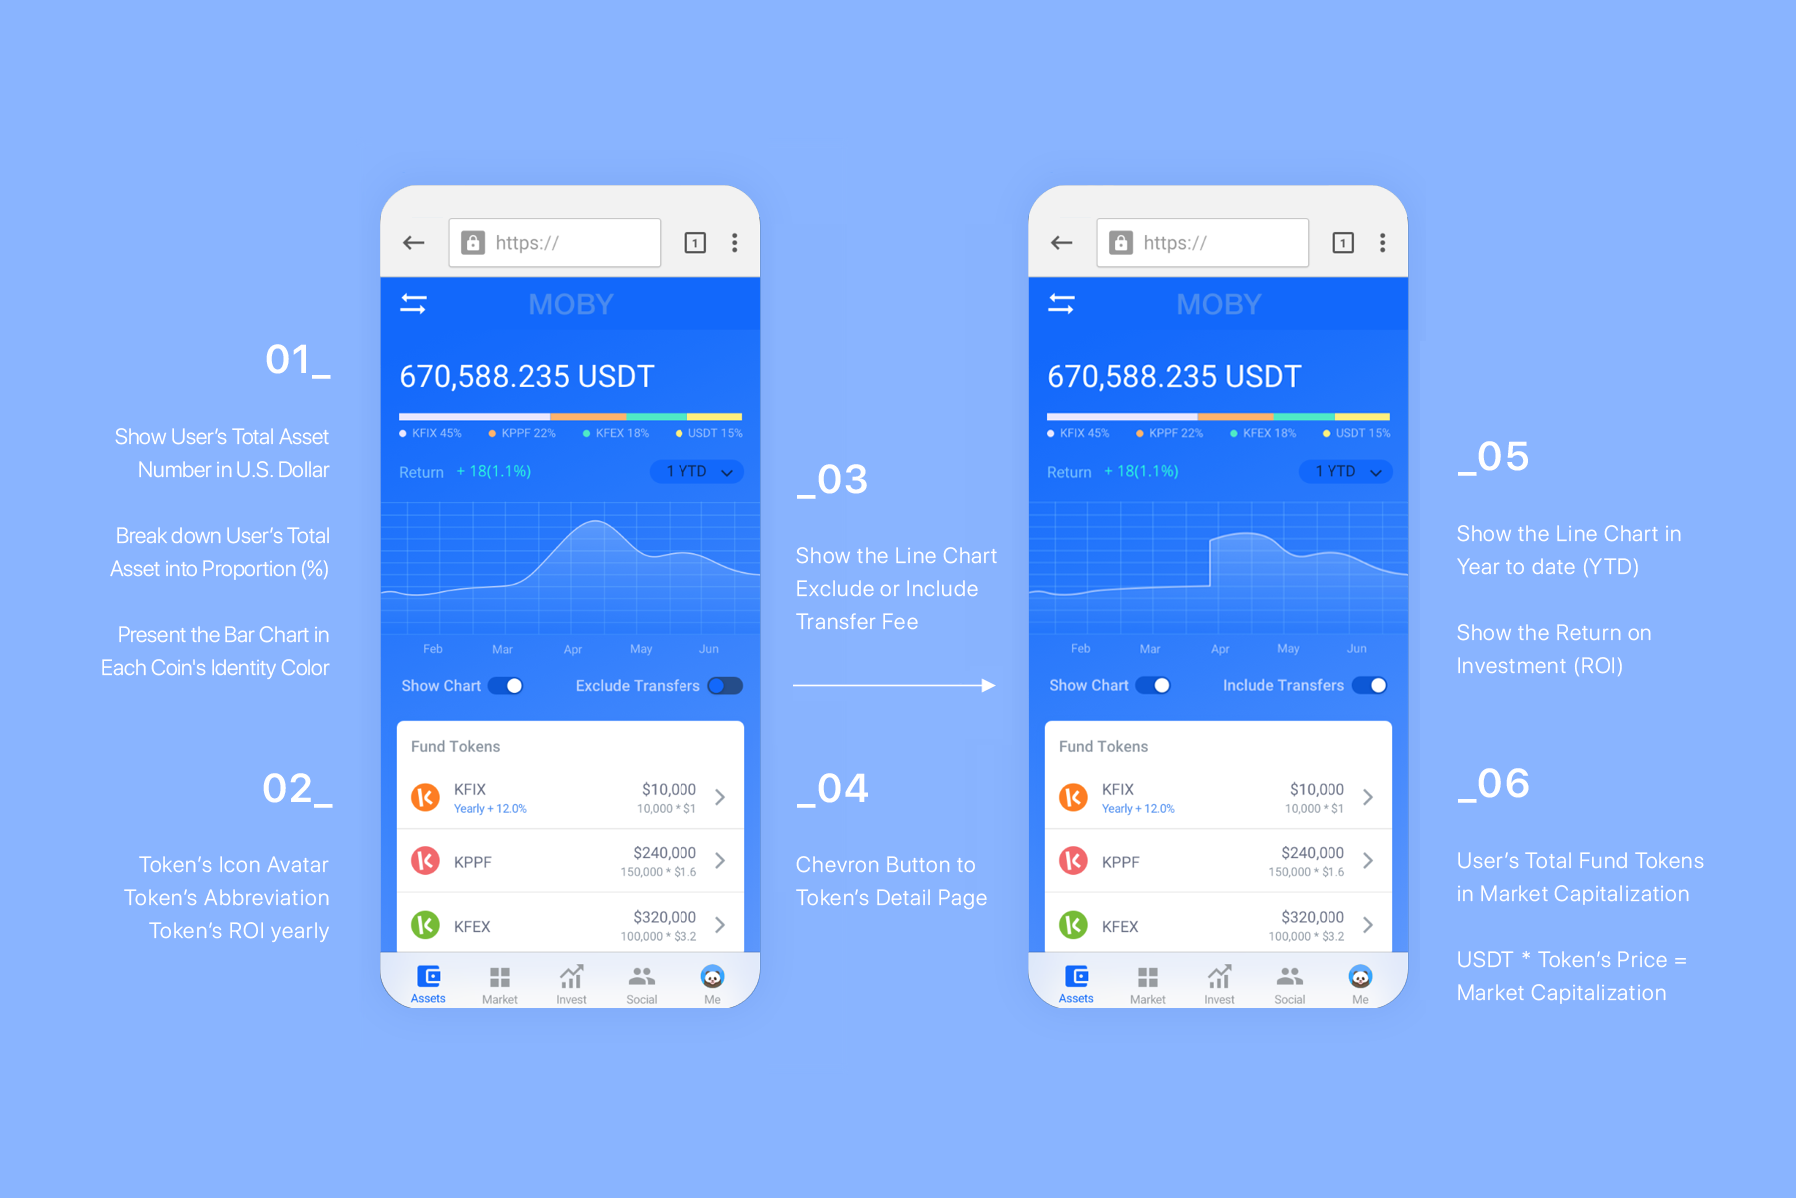 01_
Show User's Total Asset
Number in U.S. Dollar
Break down User's Total
Asset into Proportion (%)
Present the Bar Chart in
Each Coin's Identity Color
02_
Token's Icon Avatar
Token's Abbreviation
Token's ROI yearly
https://
1
MOBY
670,588.235 USDT
KFIX 45% KPPF 22% KFEX 18% USDT 15%
Return + 18(1.1%) 1 YTD
Feb Mar Apr May Jun
Show Chart Exclude Transfers
Fund Tokens
KFIX $10,000
Yearly + 12.0% 10,000 * $1
KPPF $240,000
150,000 * $1.6
KFEX $320,000
100,000 * $3.2
Assets Market Invest Social Me
_03
Show the Line Chart
Exclude or Include
Transfer Fee
_04
Chevron Button to
Token's Detail Page
https://
1
MOBY
670,588.235 USDT
KFIX 45% KPPF 22% KFEX 18% USDT 15%
Return + 18(1.1%) 1 YTD
Feb Mar Apr May Jun
Show Chart Include Transfers
Fund Tokens
KFIX $10,000
Yearly + 12.0% 10,000 * $1
KPPF $240,000
150,000 * $1.6
KFEX $320,000
100,000 * $3.2
Assets Market Invest Social Me
_05
Show the Line Chart in
Year to date (YTD)
Show the Return on
Investment (ROI)
_06
User's Total Fund Tokens
in Market Capitalization
USDT * Token's Price =
Market Capitalization